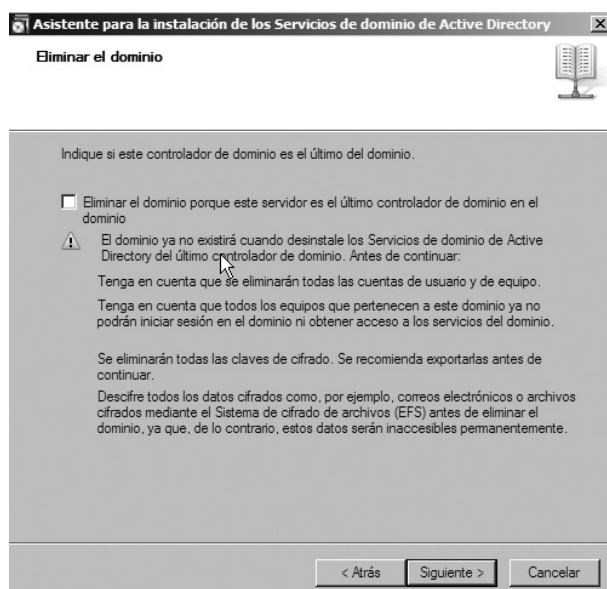 Asistente para la instalación de los Servicios de dominio de Active Directory
Eliminar el dominio
Indique si este controlador de dominio es el último del dominio.
Eliminar el dominio porque este servidor es el último controlador de dominio en el
dominio
El dominio ya no existirá cuando desinstale los Servicios de dominio de Active
Directory del último controlador de dominio. Antes de continuar:
Tenga en cuenta que se eliminarán todas las cuentas de usuario y de equipo.
Tenga en cuenta que todos los equipos que pertenecen a este dominio ya no
podrán iniciar sesión en el dominio ni obtener acceso a los servicios del dominio.
Se eliminarán todas las claves de cifrado. Se recomienda exportarlas antes de
continuar.
Descifre todos los datos cifrados como, por ejemplo, correos electrónicos o archivos
cifrados mediante el Sistema de cifrado de archivos (EFS) antes de eliminar el
dominio, ya que, de lo contrario, estos datos serán inaccesibles permanentemente.
< Atrás Siguiente > Cancelar